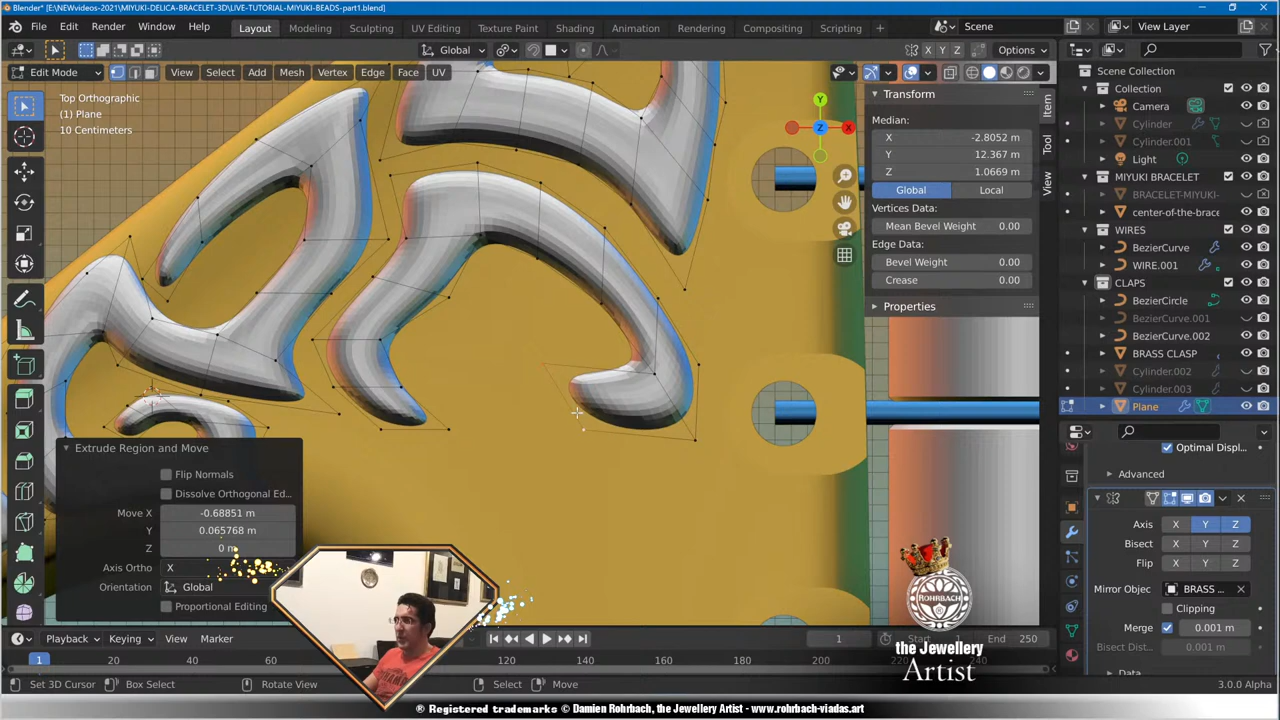 Blender* [E:\NEWvideos-2021\MIYUKI-DELICA-BRACELET-3D\LIVE-TUTORIAL-MIYUKI-BEADS-part1.blend]
File Edit Render Window Help Layout Modeling Sculpting UV Editing Texture Paint Shading Animation Rendering Compositing Scripting + Scene View Layer
Global X Y Z Options
Edit Mode View Select Add Mesh Vertex Edge Face UV
Top Orthographic
(1) Plane
10 Centimeters
Y
Z
X
Transform
Median:
X -2.8052 m
Y 12.367 m
Z 1.0669 m
Global Local
Vertices Data:
Mean Bevel Weight 0.00
Edge Data:
Bevel Weight 0.00
Crease 0.00
Properties
Item
Tool
View
Scene Collection
Collection
Camera
Cylinder
Cylinder.001
Light
MIYUKI BRACELET
BRACELET-MIYUKI-
center-of-the-brace
WIRES
BezierCurve
WIRE.001
CLAPS
BezierCircle
BezierCurve.001
BezierCurve.002
BRASS CLASP
Cylinder.002
Cylinder.003
Plane
Optimal Displ...
Advanced
Axis X Y Z
Bisect X Y Z
Flip X Y Z
Mirror Objec BRASS ...
Clipping
Merge 0.001 m
Bisect Dist... 0.001 m
Data
Extrude Region and Move
Flip Normals
Dissolve Orthogonal Ed...
Move X -0.68851 m
Y 0.065768 m
Z 0 m
Axis Ortho X
Orientation Global
Proportional Editing
ROHRBACH
the Jewellery
Artist
Playback Keying View Marker 1 Start 1 End 250
1 20 40 60 120 140 160 180 200 220 240
Set 3D Cursor Box Select Rotate View Select Move 3.0.0 Alpha
® Registered trademarks © Damien Rohrbach, the Jewellery Artist - www.rohrbach-viadas.art